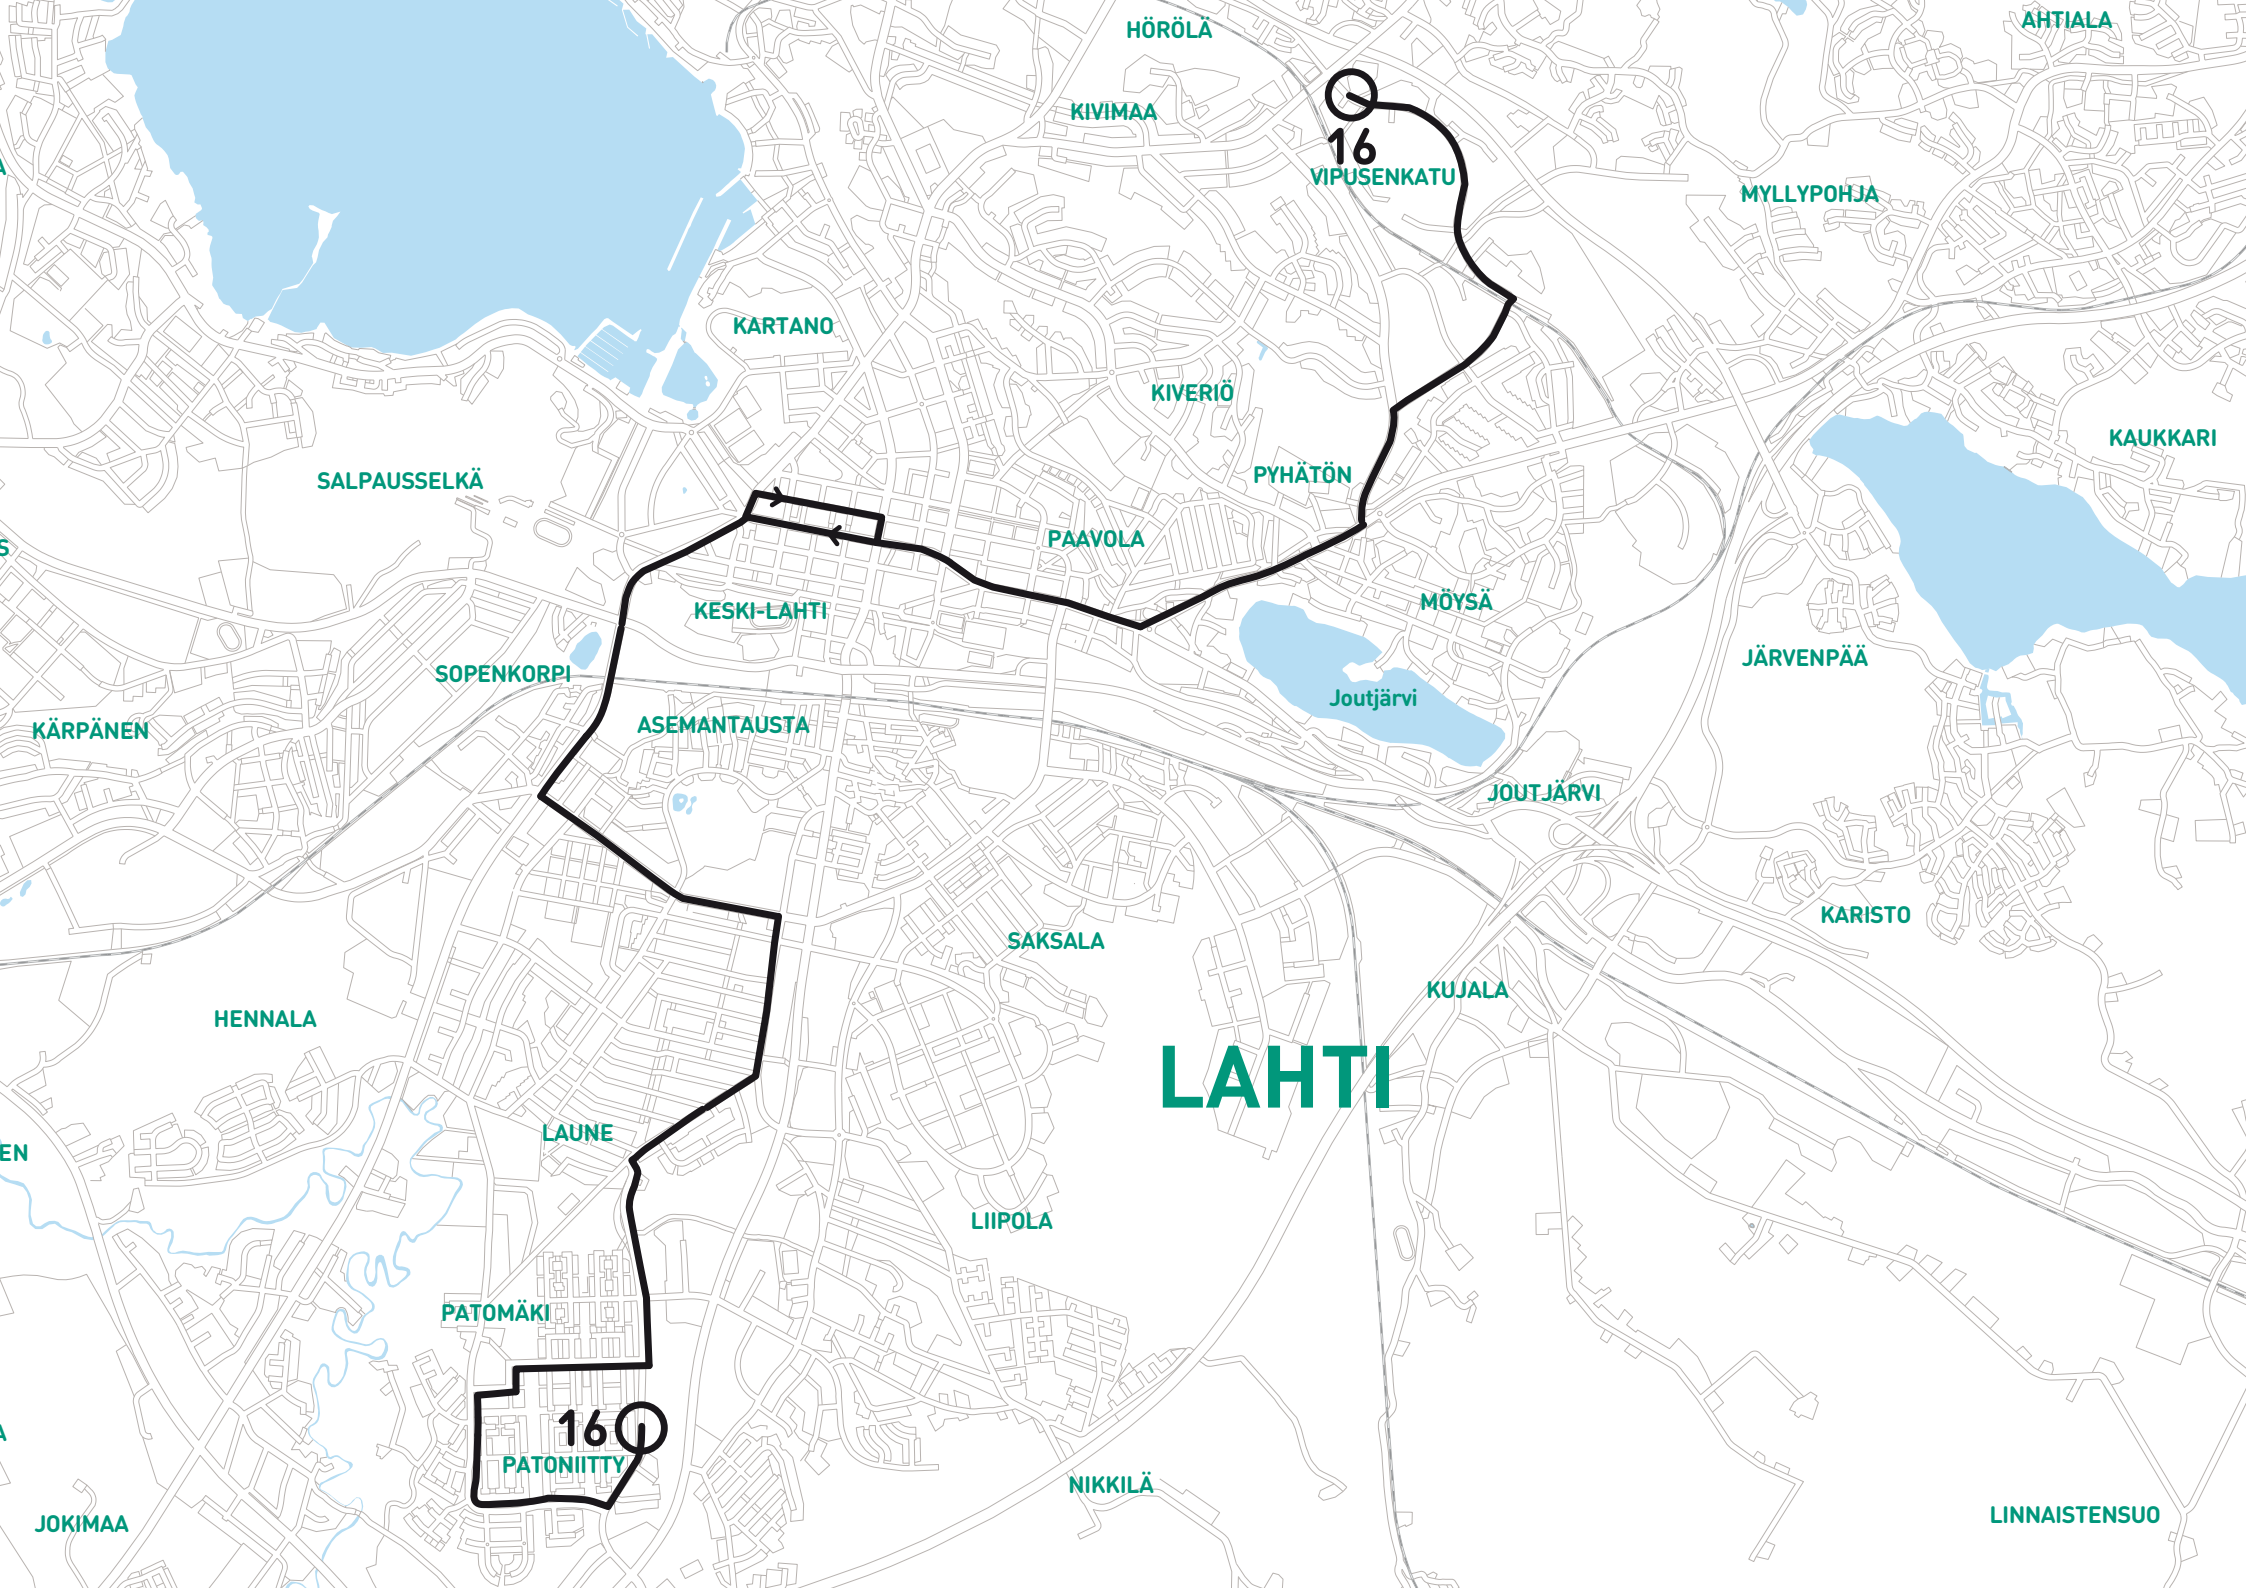 AHTIALA
HÖRÖLÄ
KIVIMAA
16
VIPUSENKATU
MYLLYPOHJA
KARTANO
KIVERIÖ
KAUKKARI
SALPAUSSELKÄ
PYHÄTÖN
PAAVOLA
MÖYSÄ
KESKI-LAHTI
JÄRVENPÄÄ
SOPENKORPI
Joutjärvi
KÄRPÄNEN
ASEMANTAUSTA
JOUTJÄRVI
KARISTO
SAKSALA
KUJALA
HENNALA
LAHTI
LAUNE
EN
LIIPOLA
PATOMÄKI
16
PATONIITTY
NIKKILÄ
JOKIMAA
LINNAISTENSUO